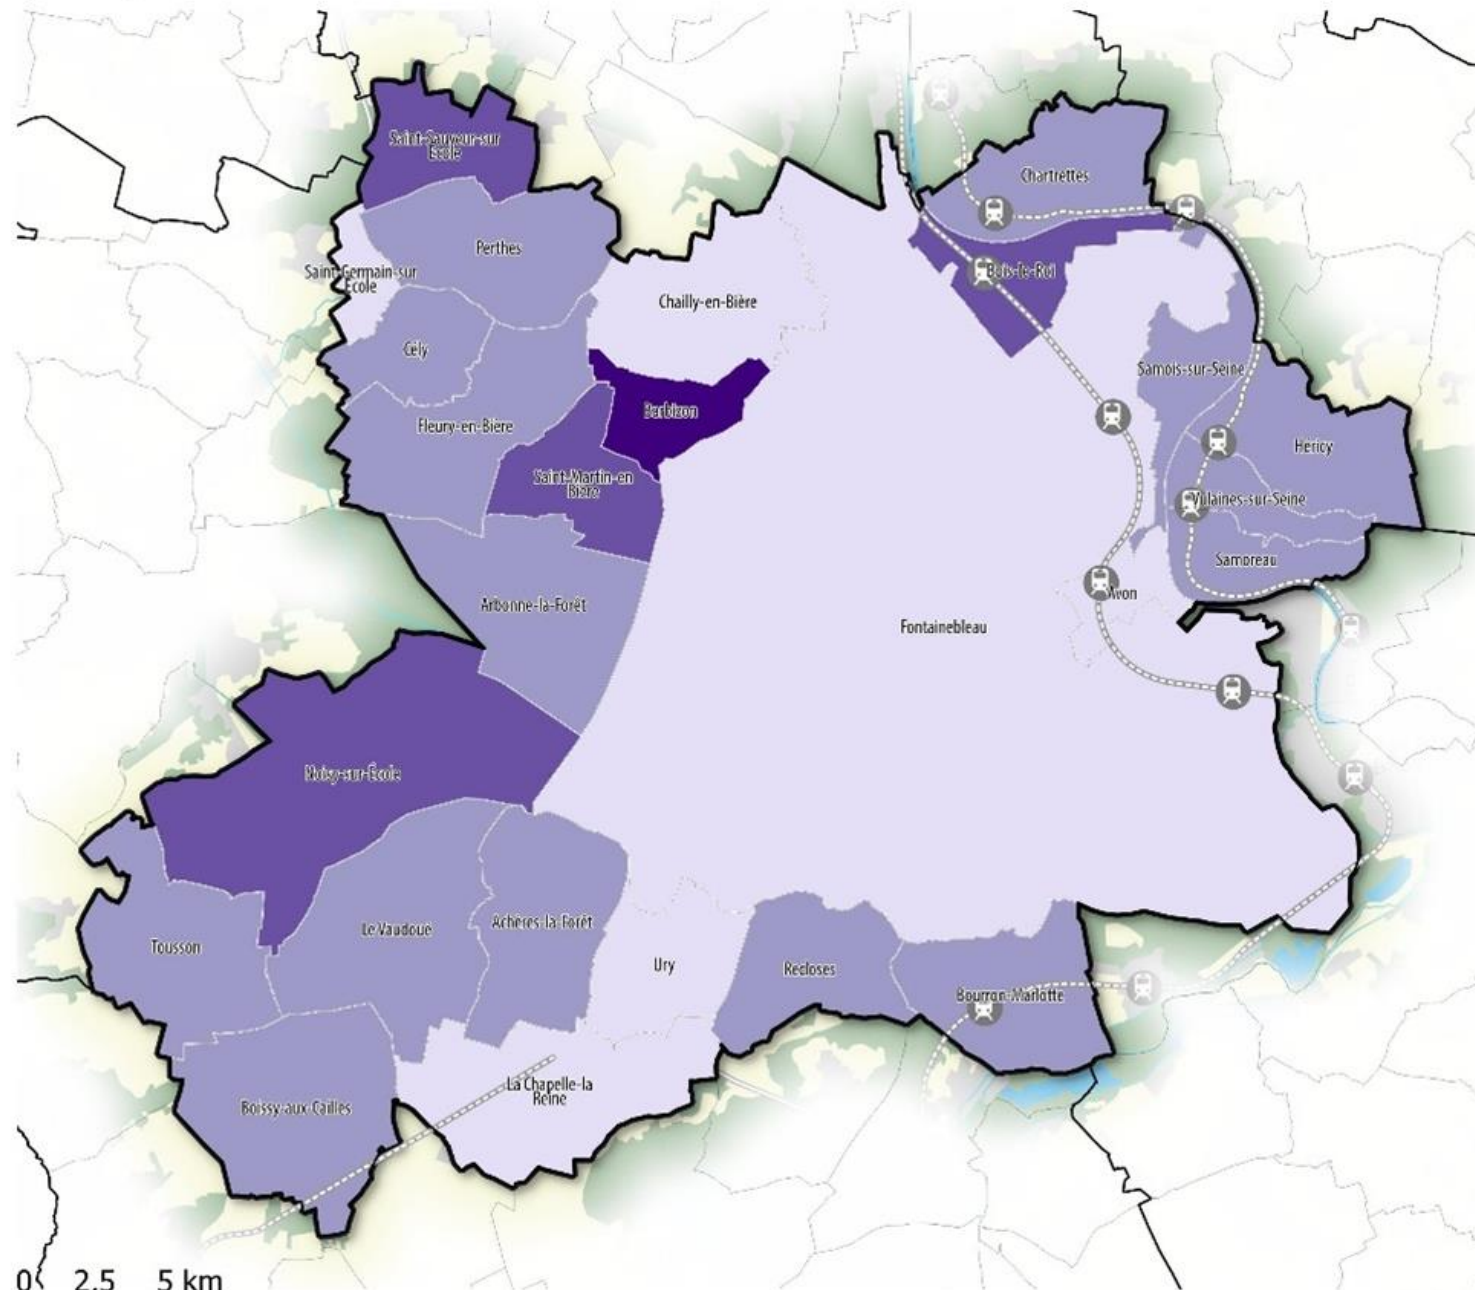 Saint-Sauveur-sur
École
Chartrettes
Perthes
Saint-Germain-sur
École
Bois-le-Roi
Chailly-en-Bière
Cély
Samois-sur-Seine
Barbizon
Fleury-en-Bière
Héricy
Saint-Martin-en
Bière
Vulaines-sur-Seine
Samoreau
Avon
Arbonne-la-Forêt
Fontainebleau
Noisy-sur-École
Le Vaudoué
Achères-la-Forêt
Tousson
Ury
Recloses
Bourron-Marlotte
La Chapelle-la
Reine
Boissy-aux-Cailles
0 2.5 5 km